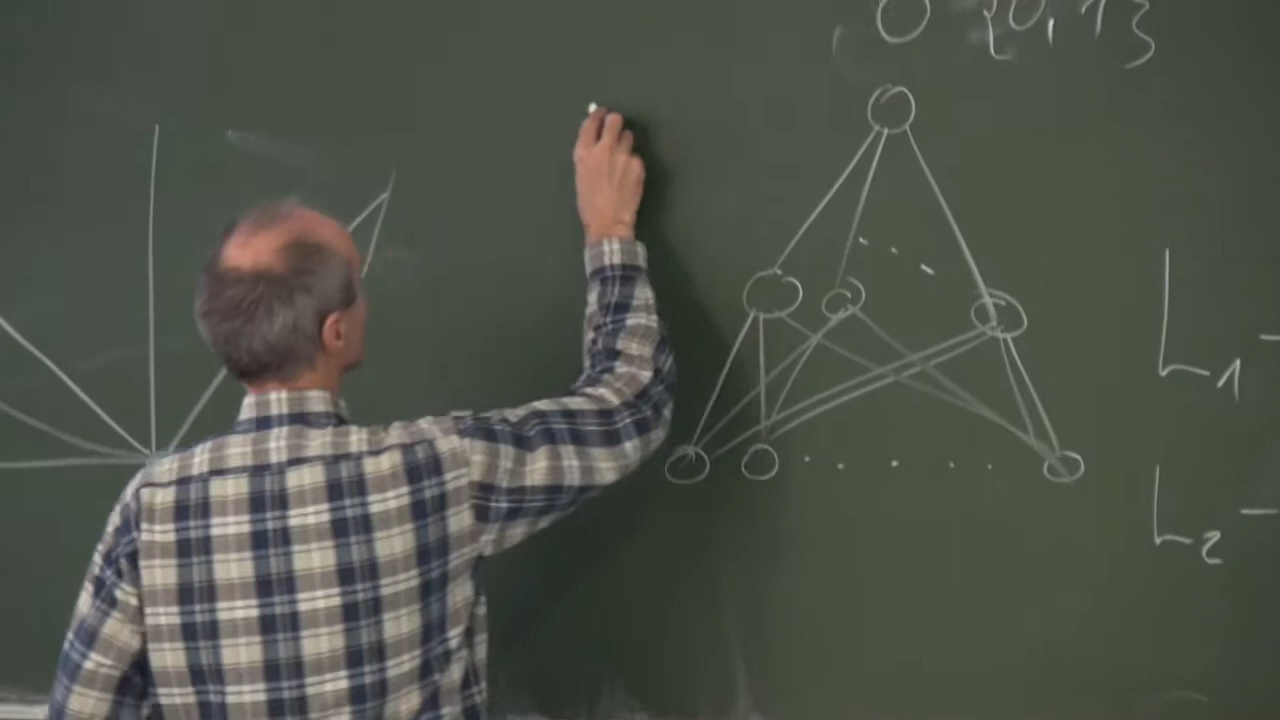 O {0,1}
L1 -
L2 -